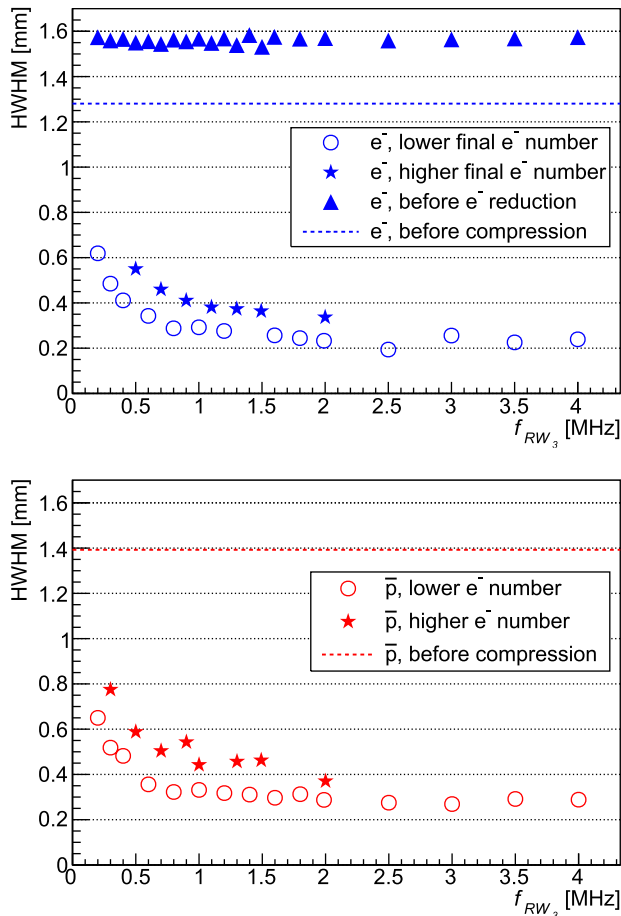 HWHM [mm]
1.6
1.4
1.2
1
0.8
0.6
0.4
0.2
0
e⁻, lower final e⁻ number
e⁻, higher final e⁻ number
e⁻, before e⁻ reduction
e⁻, before compression
0 0.5 1 1.5 2 2.5 3 3.5 4
f_{RW_3} [MHz]
HWHM [mm]
1.6
1.4
1.2
1
0.8
0.6
0.4
0.2
0
p̅, lower e⁻ number
p̅, higher e⁻ number
p̅, before compression
0 0.5 1 1.5 2 2.5 3 3.5 4
f_{RW_3} [MHz]